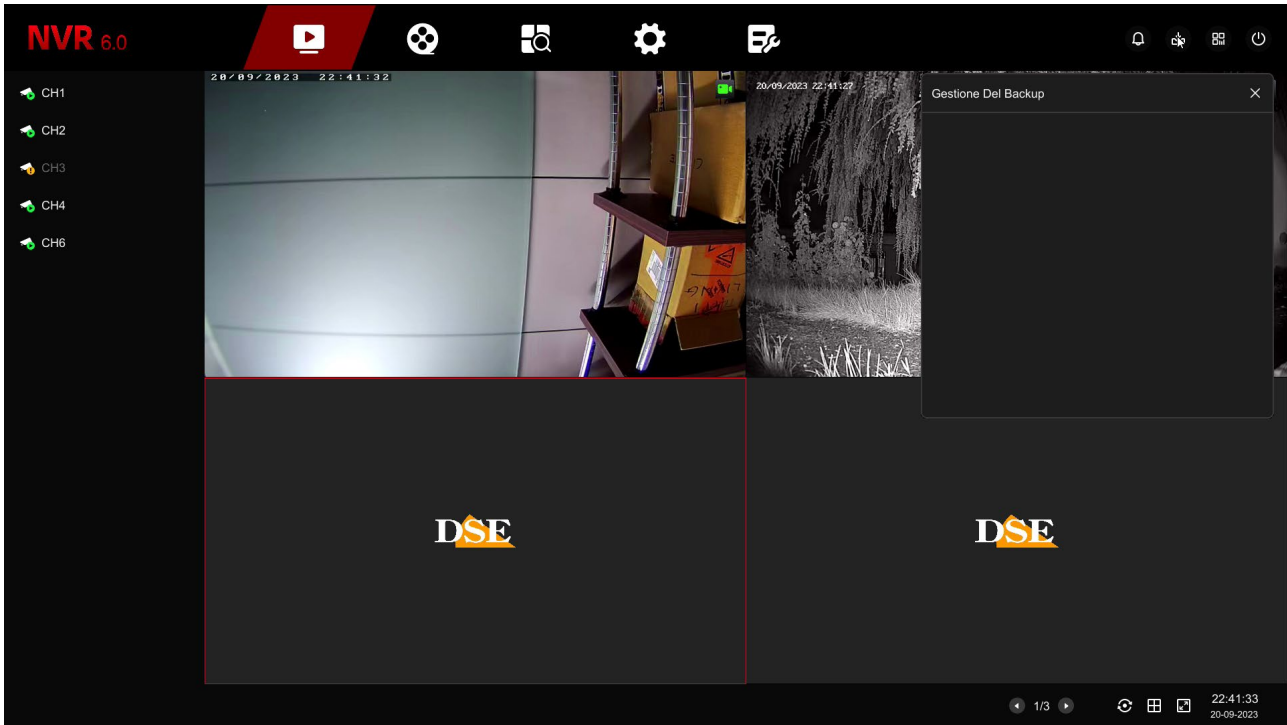 NVR 6.0
CH1
CH2
CH3
CH4
CH6
20/09/2023 22:41:32
20/09/2023 22:41:27
Gestione Del Backup
DSE
DSE
1/3
22:41:33
20-09-2023